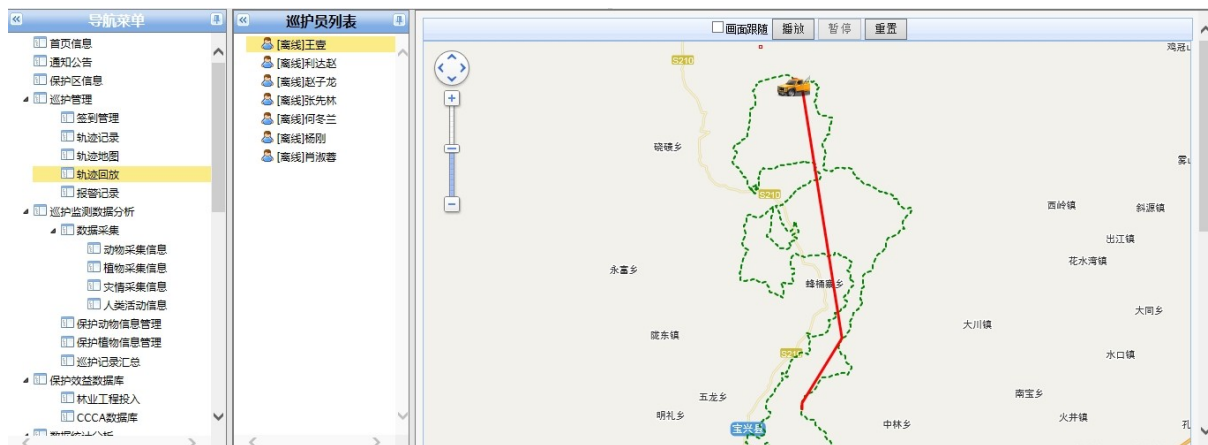 导航菜单
首页信息
通知公告
保护区信息
巡护管理
签到管理
轨迹记录
轨迹地图
轨迹回放
报警记录
巡护监测数据分析
数据采集
动物采集信息
植物采集信息
灾情采集信息
人类活动信息
保护动物信息管理
保护植物信息管理
巡护记录汇总
保护效益数据库
林业工程投入
CCCA数据库
数据统计分析
巡护员列表
[离线]王壹
[离线]利达赵
[离线]赵子龙
[离线]张先林
[离线]何冬兰
[离线]杨刚
[离线]肖淑蓉
画面跟随 播放 暂停 重置
鸡冠山
S210
硗碛乡
S210
西岭镇
斜源镇
出江镇
花水湾镇
永富乡
蜂桶寨乡
大同乡
大川镇
陇东镇
S210
水口镇
五龙乡
南宝乡
明礼乡
宝兴县
中林乡
火井镇
孔